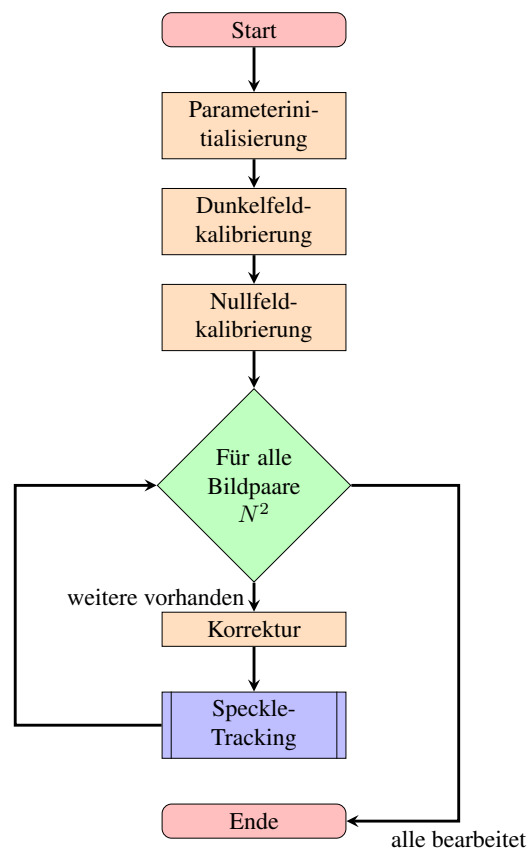 Start
Parameterini-
tialisierung
Dunkelfeld-
kalibrierung
Nullfeld-
kalibrierung
Für alle
Bildpaare
N²
weitere vorhanden
Korrektur
Speckle-
Tracking
Ende
alle bearbeitet